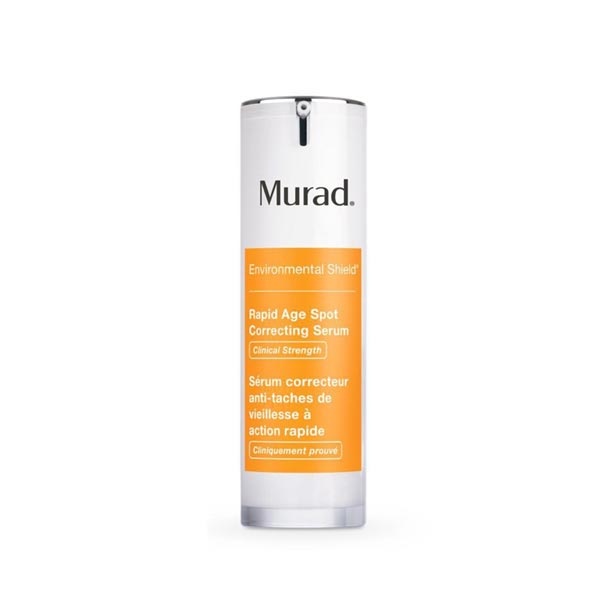 Murad.®
Environmental Shield®
Rapid Age Spot
Correcting Serum
Clinical Strength
Sérum correcteur
anti-taches de
vieillesse à
action rapide
Cliniquement prouvé